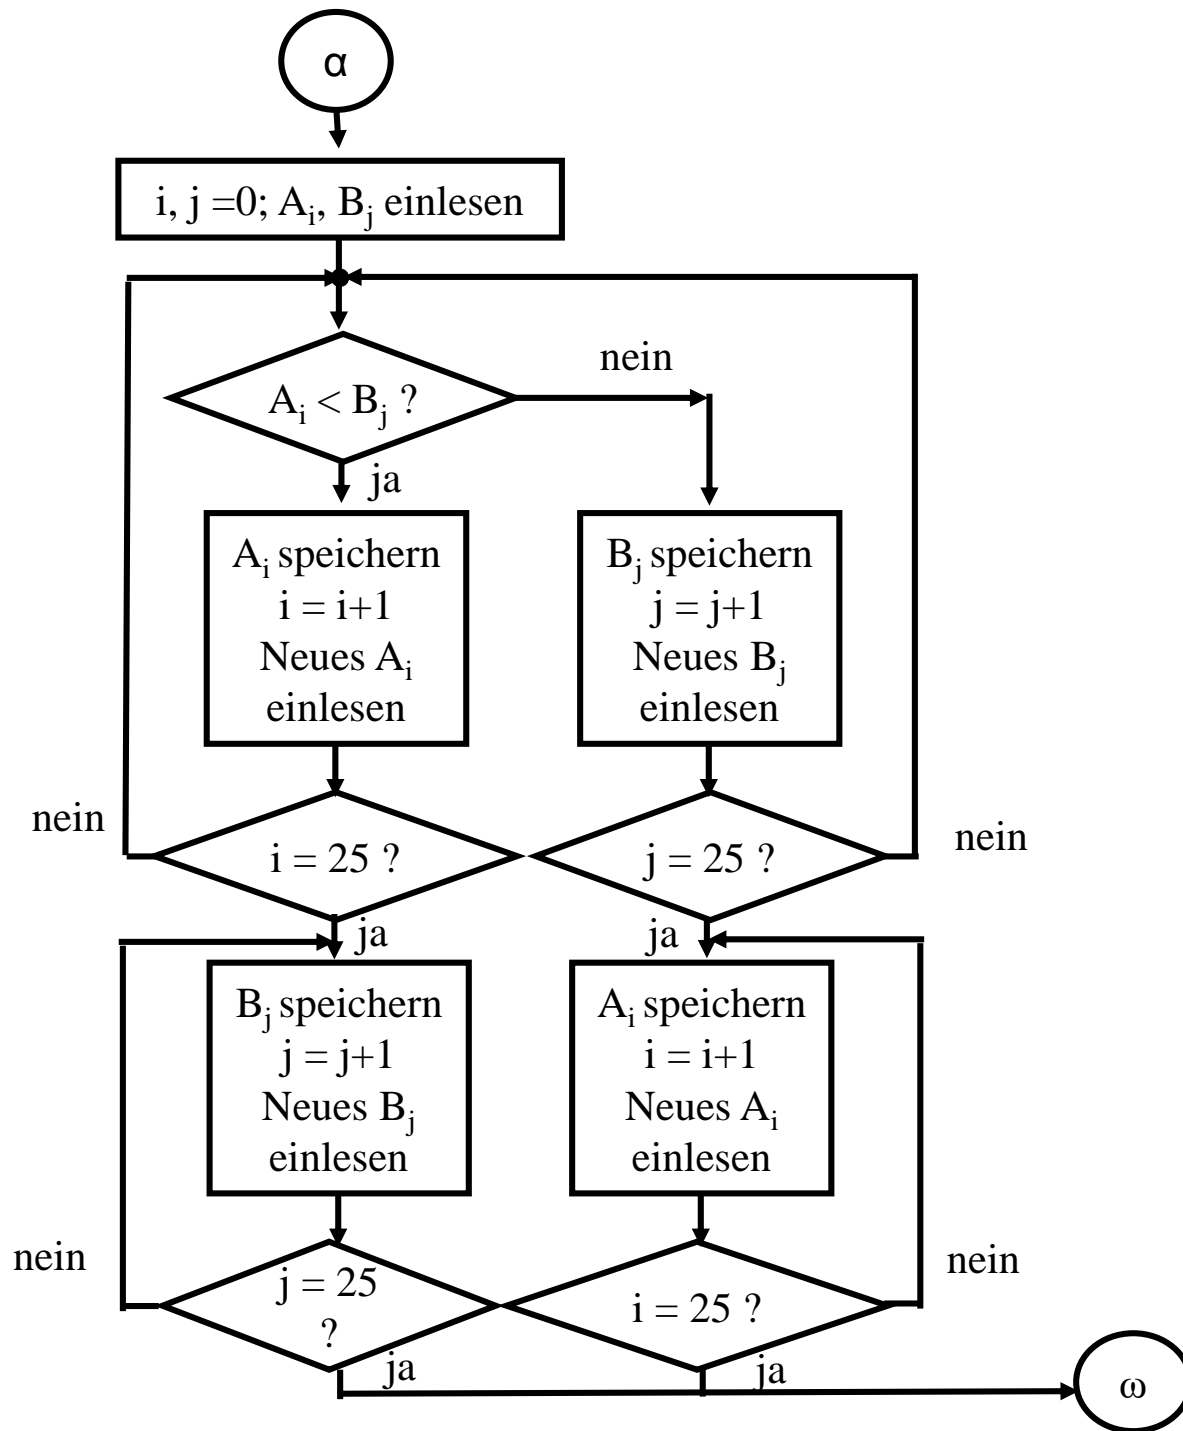 α
i, j =0; Ai, Bj einlesen
nein
Ai < Bj ?
ja
Ai speichern
i = i+1
Neues Ai
einlesen
Bj speichern
j = j+1
Neues Bj
einlesen
nein
i = 25 ?
j = 25 ?
nein
ja
ja
Bj speichern
j = j+1
Neues Bj
einlesen
Ai speichern
i = i+1
Neues Ai
einlesen
nein
j = 25
?
i = 25 ?
nein
ja
ja
ω